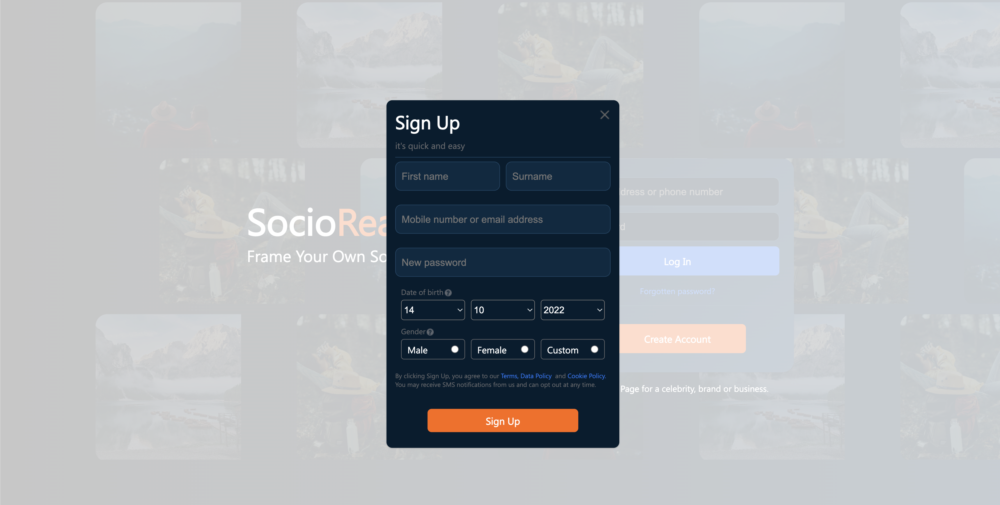 Sign Up
it's quick and easy
First name
Surname
Mobile number or email address
New password
Date of birth ?
14
10
2022
Gender ?
Male
Female
Custom
By clicking Sign Up, you agree to our Terms, Data Policy and Cookie Policy.
You may receive SMS notifications from us and can opt out at any time.
Sign Up
SocioRea
Frame Your Own So
dress or phone number
d
Log In
Forgotten password?
Create Account
Page for a celebrity, brand or business.